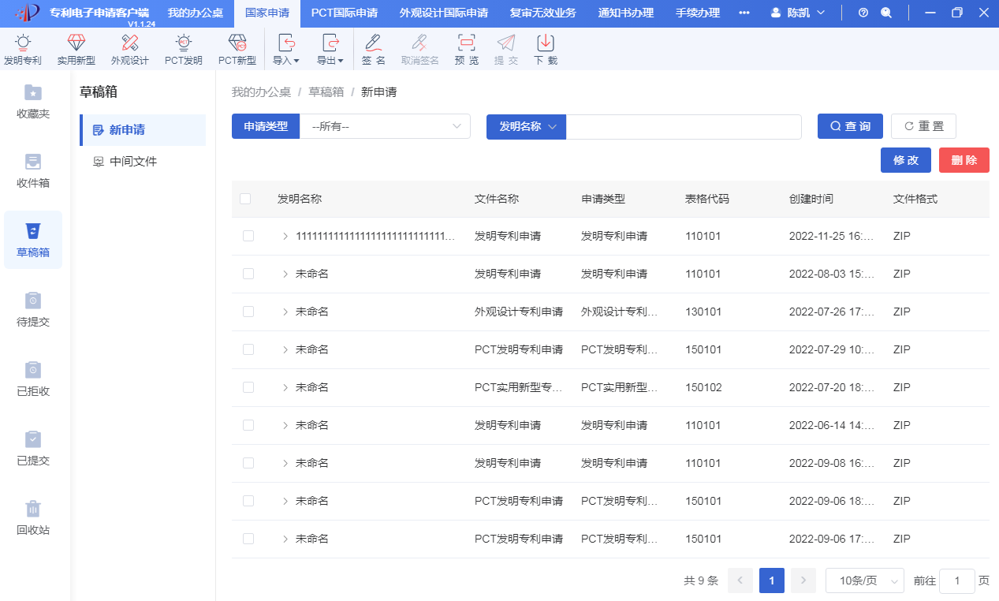 专利电子申请客户端 我的办公桌 国家申请 PCT国际申请 外观设计国际申请 复审无效业务 通知书办理 手续办理 ••• 陈凯
V1.1.24
发明专利 实用新型 外观设计 PCT发明 PCT新型 导入 导出 签 名 取消签名 预 览 提 交 下 载
收藏夹
收件箱
草稿箱
待提交
已拒收
已提交
回收站
草稿箱
新申请
中间文件
我的办公桌 / 草稿箱 / 新申请
申请类型 --所有-- 发明名称 查 询 重 置
修 改 删 除
发明名称 文件名称 申请类型 表格代码 创建时间 文件格式
11111111111111111111111111111... 发明专利申请 发明专利申请 110101 2022-11-25 16:... ZIP
未命名 发明专利申请 发明专利申请 110101 2022-08-03 15:... ZIP
未命名 外观设计专利申请 外观设计专利... 130101 2022-07-26 17:... ZIP
未命名 PCT发明专利申请 PCT发明专利... 150101 2022-07-29 10:... ZIP
未命名 PCT实用新型专... PCT实用新型... 150102 2022-07-20 18:... ZIP
未命名 发明专利申请 发明专利申请 110101 2022-06-14 14:... ZIP
未命名 发明专利申请 发明专利申请 110101 2022-09-08 16:... ZIP
未命名 PCT发明专利申请 PCT发明专利... 150101 2022-09-06 18:... ZIP
未命名 PCT发明专利申请 PCT发明专利... 150101 2022-09-06 17:... ZIP
共 9 条 1 10条/页 前往 1 页